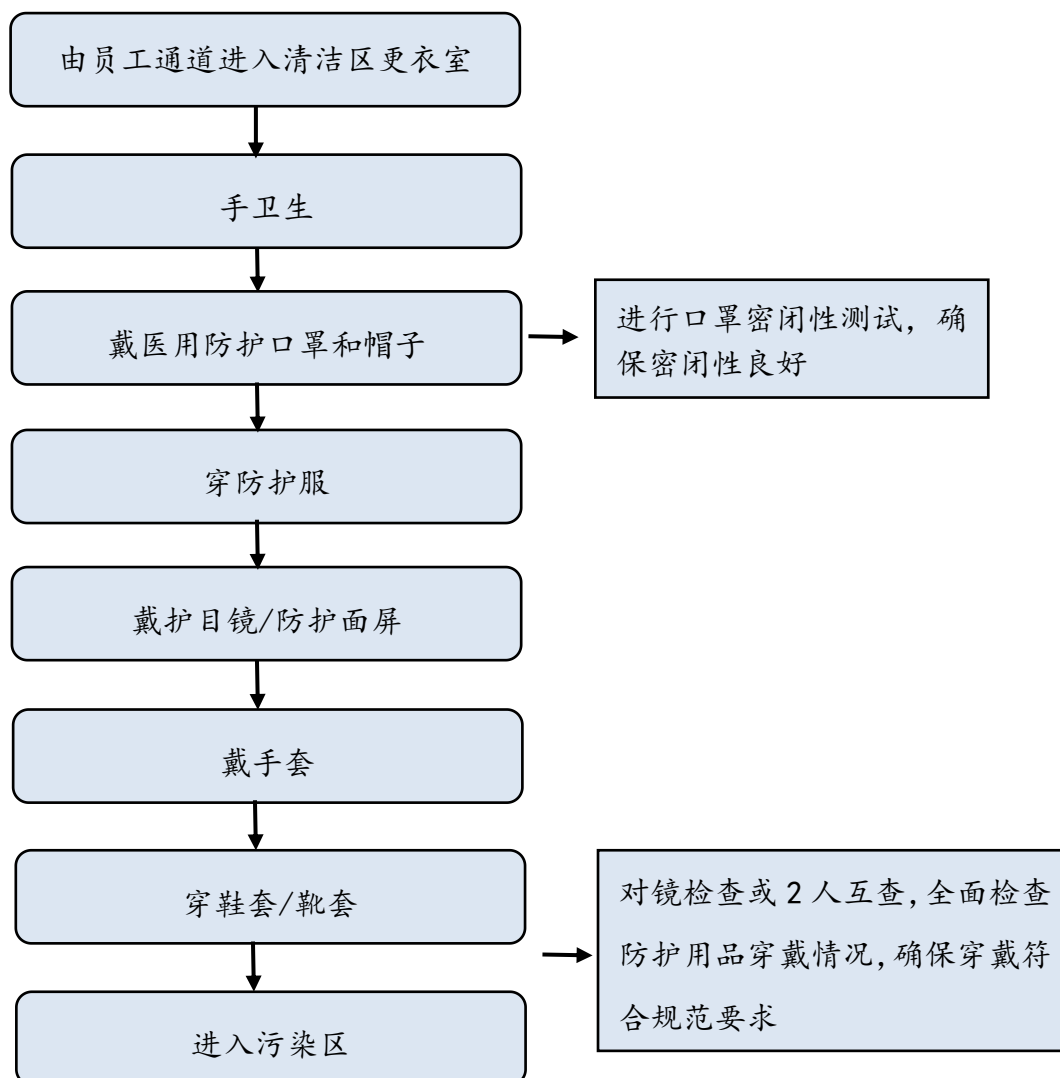 由员工通道进入清洁区更衣室
手卫生
戴医用防护口罩和帽子
进行口罩密闭性测试，确
保密闭性良好
穿防护服
戴护目镜/防护面屏
戴手套
穿鞋套/靴套
对镜检查或2人互查,全面检查
防护用品穿戴情况,确保穿戴符
合规范要求
进入污染区